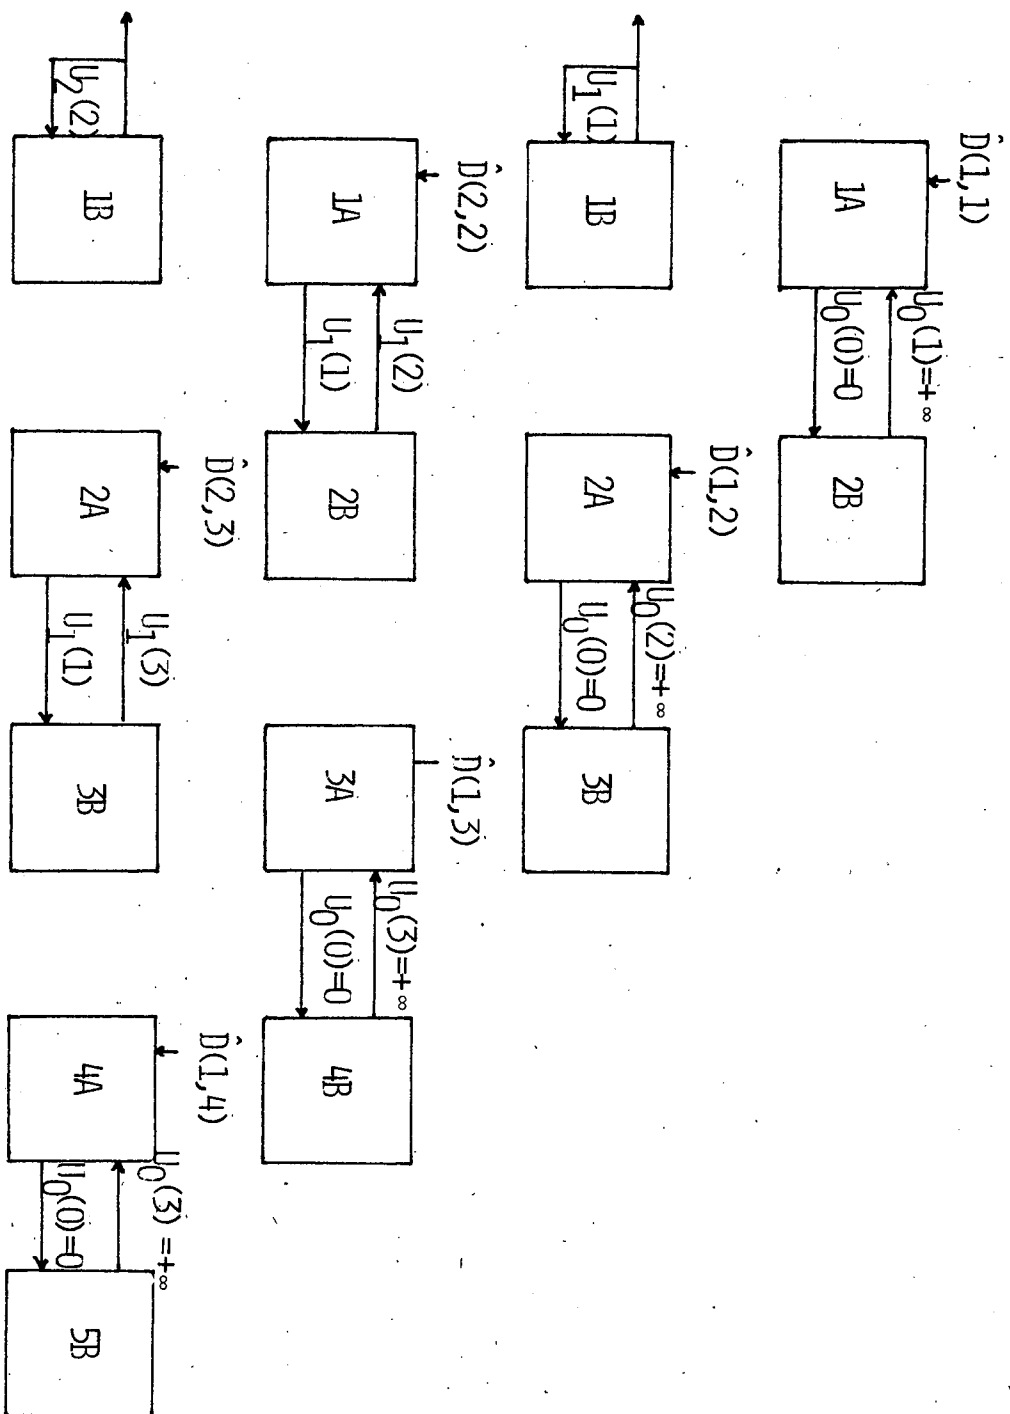 D̂(1,1)
1A
U₀(1)=+∞
U₀(0)=0
2B
U₁(1)
1B
D̂(1,2)
2A
U₀(2)=+∞
U₀(0)=0
3B
D̂(2,2)
1A
U₁(2)
U₁(1)
2B
D̂(1,3)
3A
U₀(3)=+∞
U₀(0)=0
4B
U₂(2)
1B
D̂(2,3)
2A
U₁(3)
U₁(1)
3B
D̂(1,4)
4A
U₀(3) =+∞
U₀(0)=0
5B